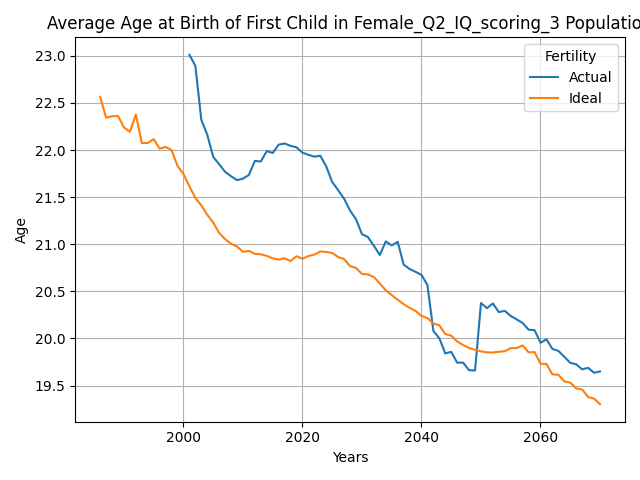 Average Age at Birth of First Child in Female_Q2_IQ_scoring_3 Populatio
Fertility
Actual
Ideal
23.0
22.5
22.0
21.5
21.0
20.5
20.0
19.5
Age
2000
2020
2040
2060
Years